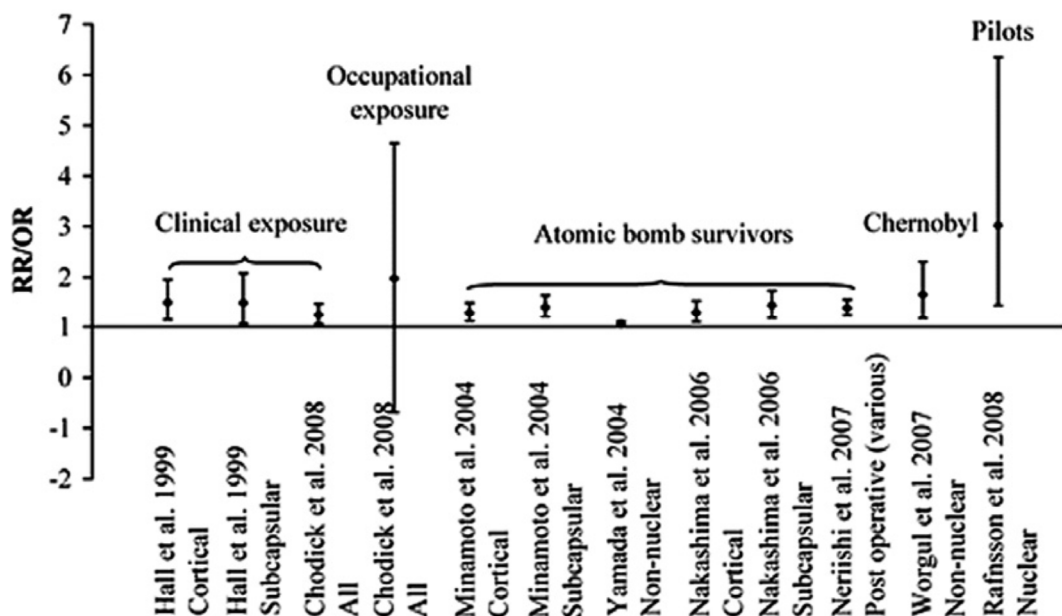 7
6
5
4
3
2
1
0
-1
-2
RR/OR
Clinical exposure
Occupational
exposure
Atomic bomb survivors
Chernobyl
Pilots
Hall et al. 1999
Cortical
Hall et al. 1999
Subcapsular
Chodick et al. 2008
All
Chodick et al. 2008
All
Minamoto et al. 2004
Cortical
Minamoto et al. 2004
Subcapsular
Yamada et al. 2004
Non-nuclear
Nakashima et al. 2006
Cortical
Nakashima et al. 2006
Subcapsular
Neriishi et al. 2007
Post operative (various)
Worgul et al. 2007
Non-nuclear
Rafnsson et al. 2008
Nuclear